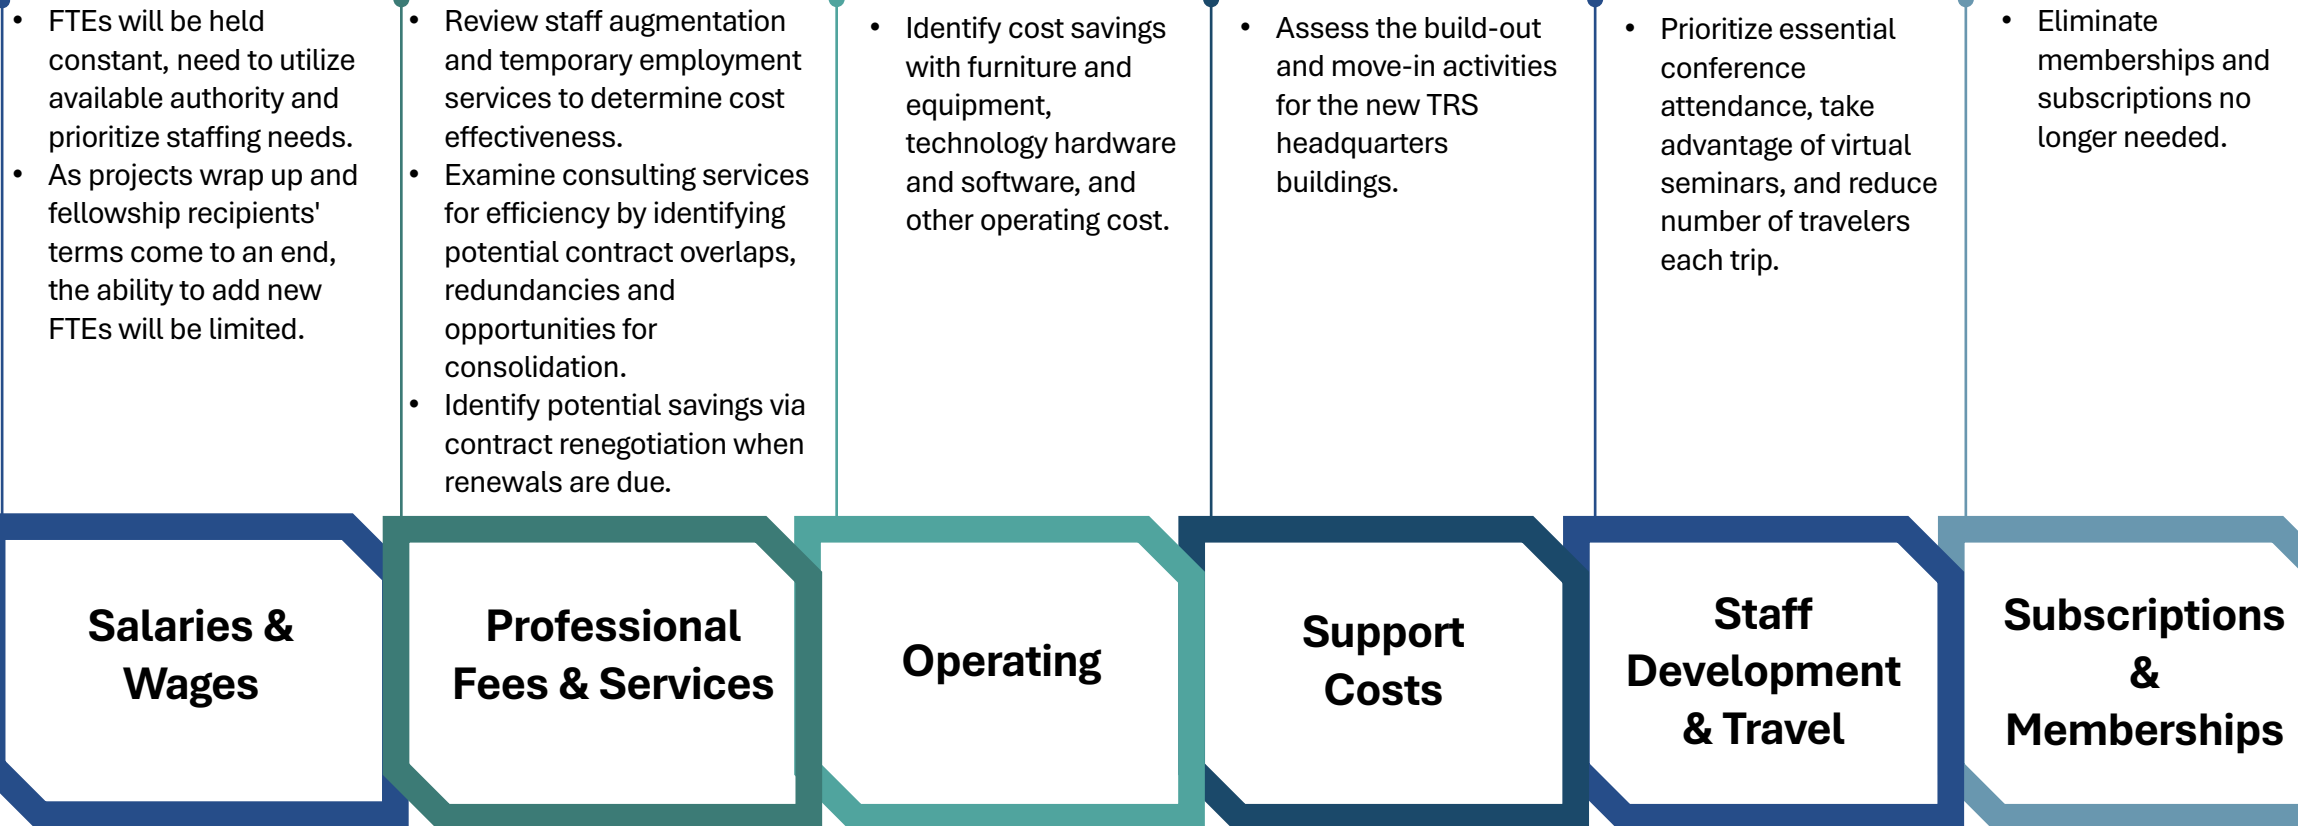 • FTEs will be held
constant, need to utilize
available authority and
prioritize staffing needs.
• As projects wrap up and
fellowship recipients'
terms come to an end,
the ability to add new
FTEs will be limited.
Salaries &
Wages
• Review staff augmentation
and temporary employment
services to determine cost
effectiveness.
• Examine consulting services
for efficiency by identifying
potential contract overlaps,
redundancies and
opportunities for
consolidation.
• Identify potential savings via
contract renegotiation when
renewals are due.
Professional
Fees & Services
• Identify cost savings
with furniture and
equipment,
technology hardware
and software, and
other operating cost.
Operating
• Assess the build-out
and move-in activities
for the new TRS
headquarters
buildings.
Support
Costs
• Prioritize essential
conference
attendance, take
advantage of virtual
seminars, and reduce
number of travelers
each trip.
Staff
Development
& Travel
• Eliminate
memberships and
subscriptions no
longer needed.
Subscriptions
&
Memberships